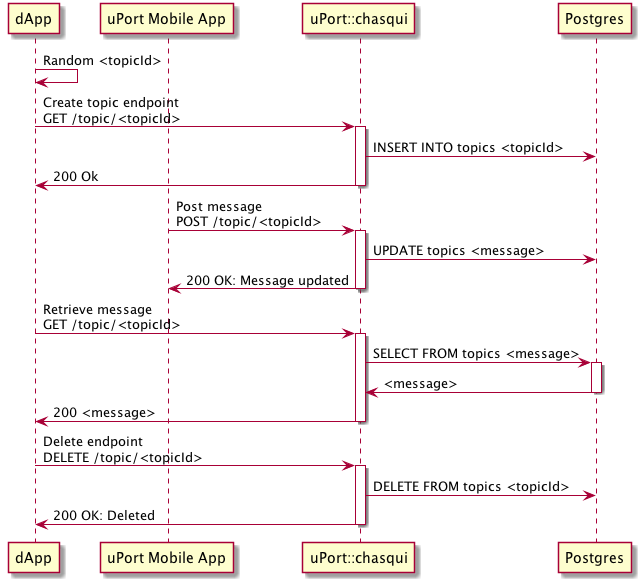 dApp
uPort Mobile App
uPort::chasqui
Postgres
Random <topicId>
Create topic endpoint
GET /topic/<topicId>
INSERT INTO topics <topicId>
200 Ok
Post message
POST /topic/<topicId>
UPDATE topics <message>
200 OK: Message updated
Retrieve message
GET /topic/<topicId>
SELECT FROM topics <message>
<message>
200 <message>
Delete endpoint
DELETE /topic/<topicId>
DELETE FROM topics <topicId>
200 OK: Deleted
dApp
uPort Mobile App
uPort::chasqui
Postgres